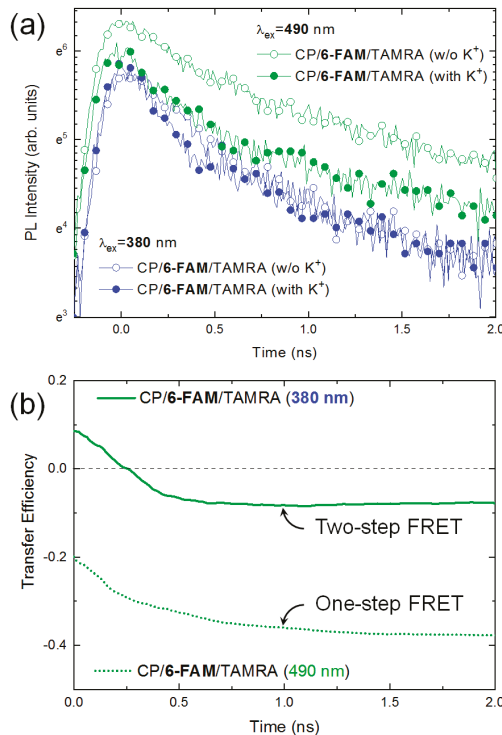 (a)
λex=490 nm
CP/6-FAM/TAMRA (w/o K+)
CP/6-FAM/TAMRA (with K+)
λex=380 nm
CP/6-FAM/TAMRA (w/o K+)
CP/6-FAM/TAMRA (with K+)
PL Intensity (arb. units)
e⁶
e⁵
e⁴
e³
0.0 0.5 1.0 1.5 2.0
Time (ns)
(b)
CP/6-FAM/TAMRA (380 nm)
Two-step FRET
One-step FRET
CP/6-FAM/TAMRA (490 nm)
Transfer Efficiency
0.2
0.0
-0.2
-0.4
0.0 0.5 1.0 1.5 2.0
Time (ns)